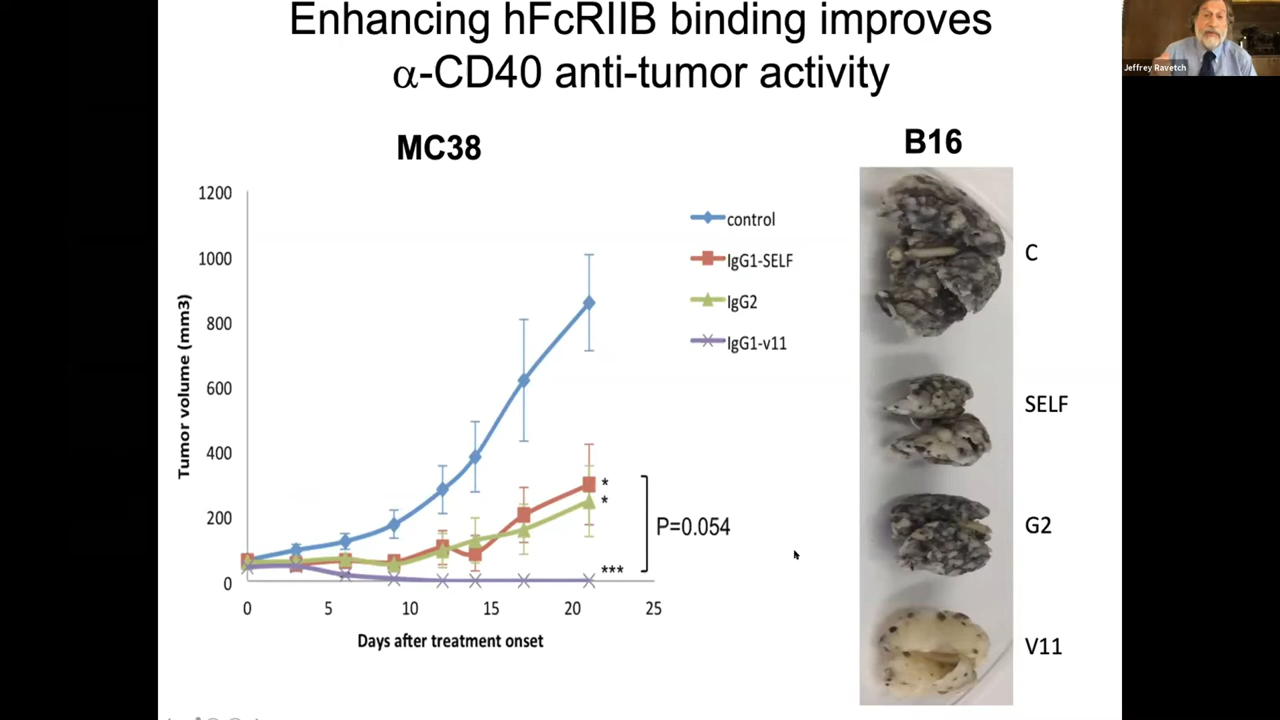 Enhancing hFcRIIB binding improves
α-CD40 anti-tumor activity
Jeffrey Ravetch
MC38
B16
Tumor volume (mm3)
1200
1000
800
600
400
200
0
0 5 10 15 20 25
Days after treatment onset
control
IgG1-SELF
IgG2
IgG1-v11
*
*
***
P=0.054
C
SELF
G2
V11